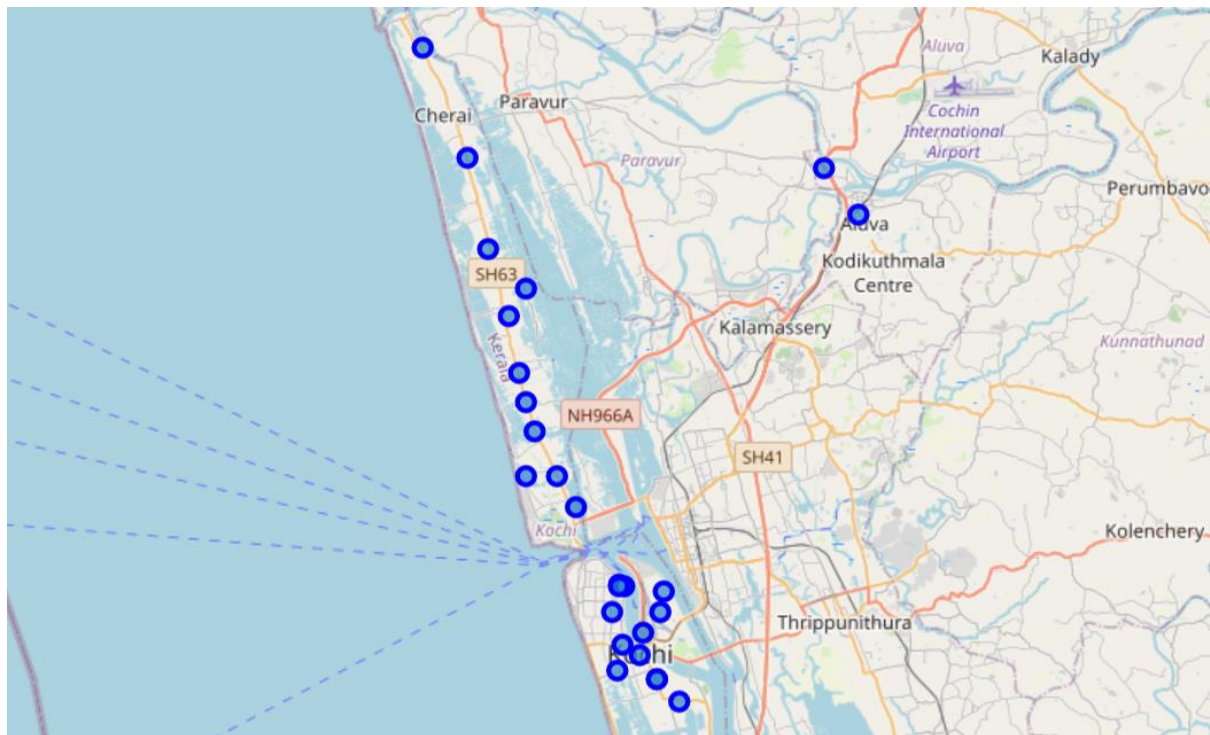 Aluva
Kalady
Cherai
Paravur
Cochin
International
Airport
Paravur
Perumbavo
Aluva
Kodikuthmala
Centre
SH63
Kalamassery
Kerala
Kunnathunad
NH966A
SH41
Kochi
Kolenchery
Thrippunithura
Kochi